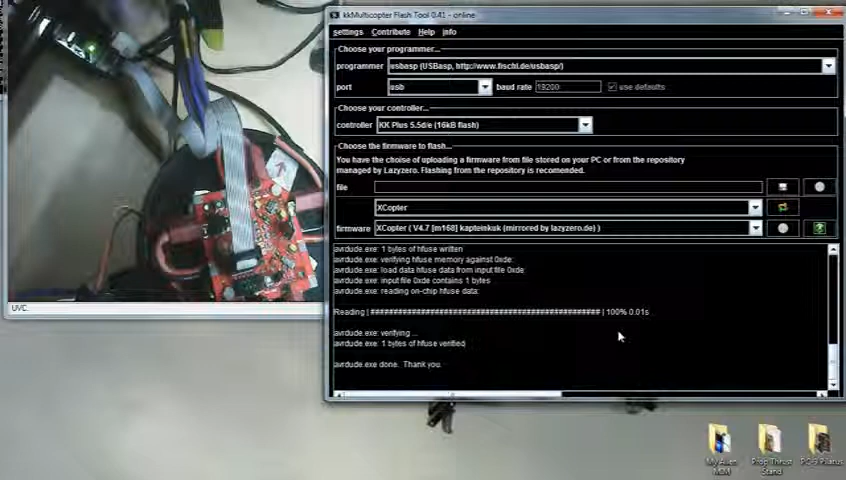 kkMulticopter Flash Tool 0.41 - online
Settings Contribute Help Info
Choose your programmer...
programmer usbasp (USBasp, http://www.fischl.de/usbasp/)
port usb baud rate 19200 use defaults
Choose your controller...
controller KK Plus 5.5d/e (16kB flash)
Choose the firmware to flash...
You have the choise of uploading a firmware from file stored on your PC or from the repository
managed by Lazyzero. Flashing from the repository is recomended.
file
XCopter
firmware XCopter ( V4.7 [m168] kapteinkuk (mirrored by lazyzero.de) )
avrdude.exe: 1 bytes of hfuse written
avrdude.exe: verifying hfuse memory against 0xde:
avrdude.exe: load data hfuse data from input file 0xde:
avrdude.exe: input file 0xde contains 1 bytes
avrdude.exe: reading on-chip hfuse data:
Reading | ################################################## | 100% 0.01s
avrdude.exe: verifying ...
avrdude.exe: 1 bytes of hfuse verified
avrdude.exe done. Thank you.
UVC
My Alien
Prop Thrust
Stand
PC-9 Pilatus